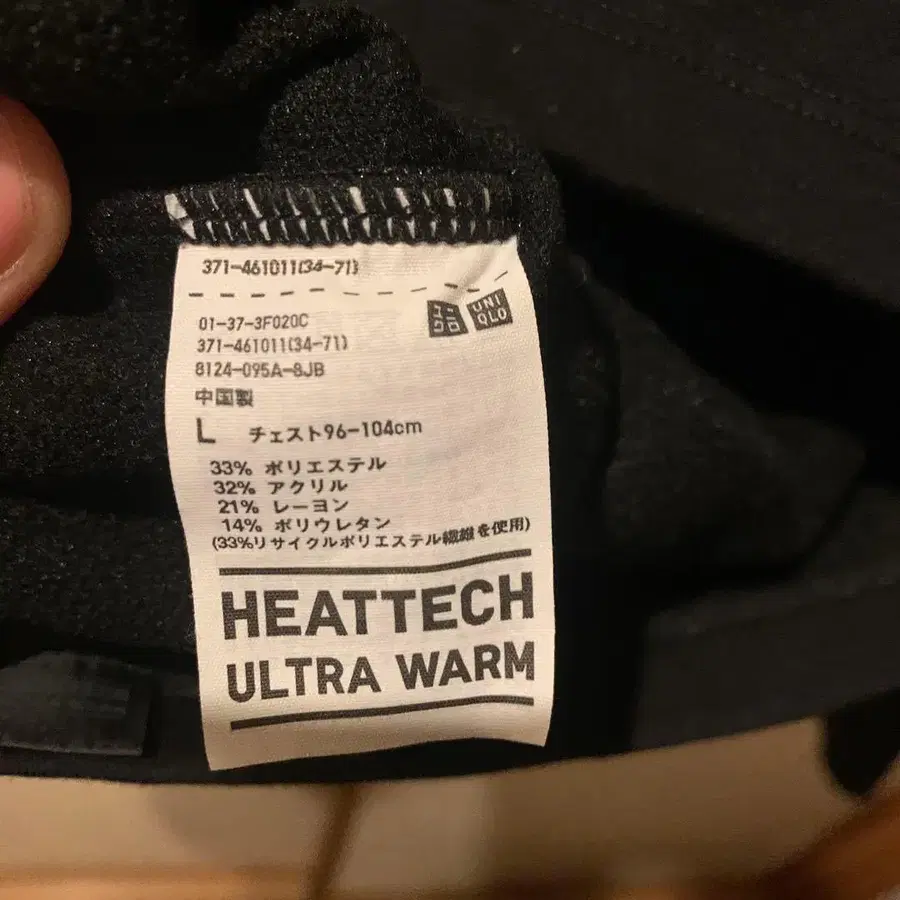 371-461011(34-71)
ユニ
クロ
UNI
QLO
01-37-3F020C
371-461011(34-71)
8124-095A-8JB
中国製
L チェスト96-104cm
33% ポリエステル
32% アクリル
21% レーヨン
14% ポリウレタン
(33%リサイクルポリエステル繊維を使用)
HEATTECH
ULTRA WARM